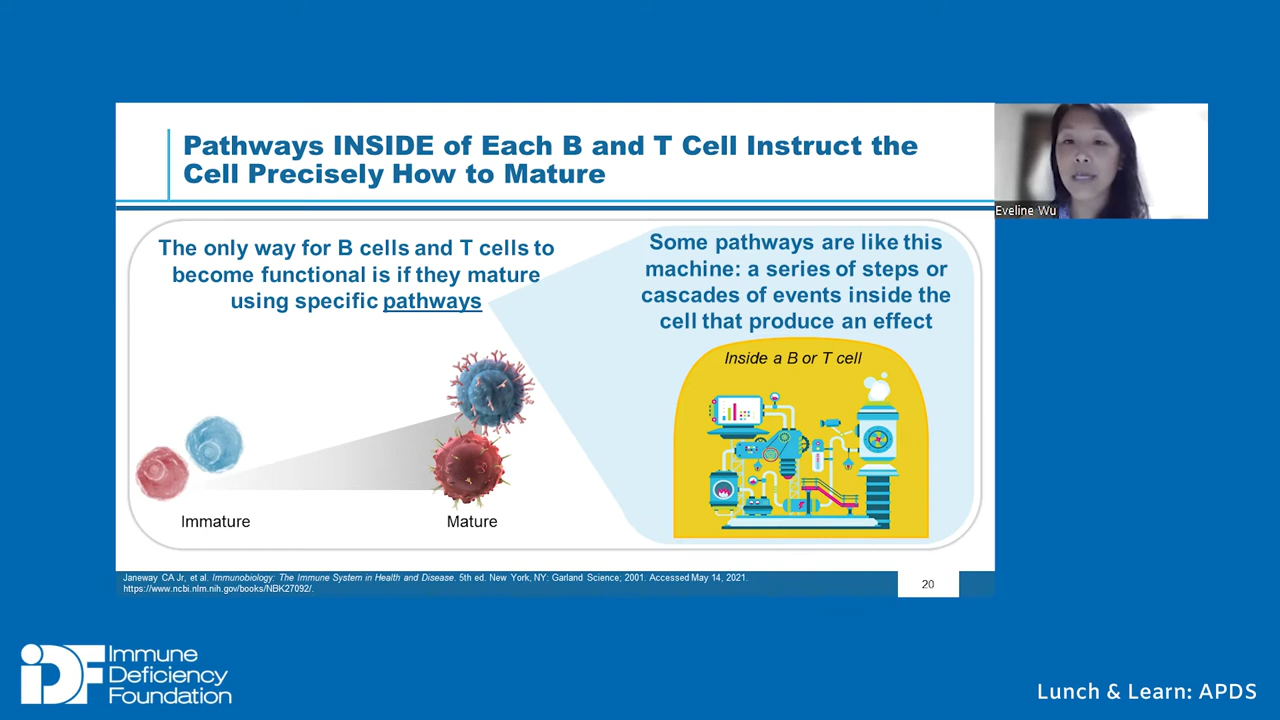 Pathways INSIDE of Each B and T Cell Instruct the
Cell Precisely How to Mature
Eveline Wu
The only way for B cells and T cells to
become functional is if they mature
using specific pathways
Some pathways are like this
machine: a series of steps or
cascades of events inside the
cell that produce an effect
Inside a B or T cell
Immature
Mature
Janeway CA Jr, et al. Immunobiology: The Immune System in Health and Disease. 5th ed. New York, NY: Garland Science; 2001. Accessed May 14, 2021.
https://www.ncbi.nlm.nih.gov/books/NBK27092/.
20
IDF Immune
Deficiency
Foundation
Lunch & Learn: APDS